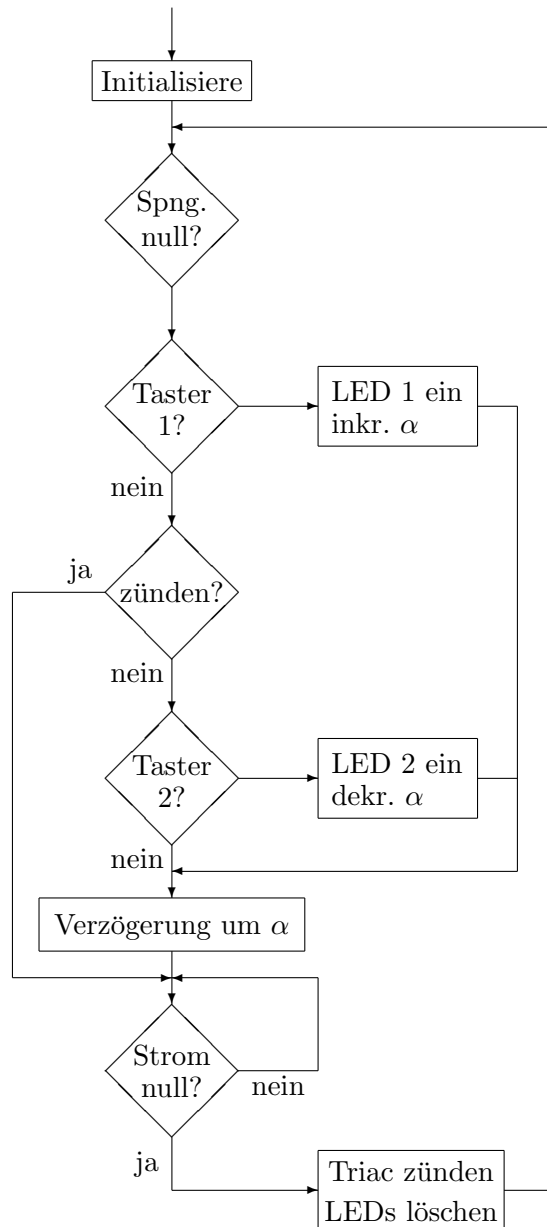 Initialisiere
Spng.
null?
Taster
1?
LED 1 ein
inkr. α
nein
ja
zünden?
nein
Taster
2?
LED 2 ein
dekr. α
nein
Verzögerung um α
Strom
null?
nein
ja
Triac zünden
LEDs löschen